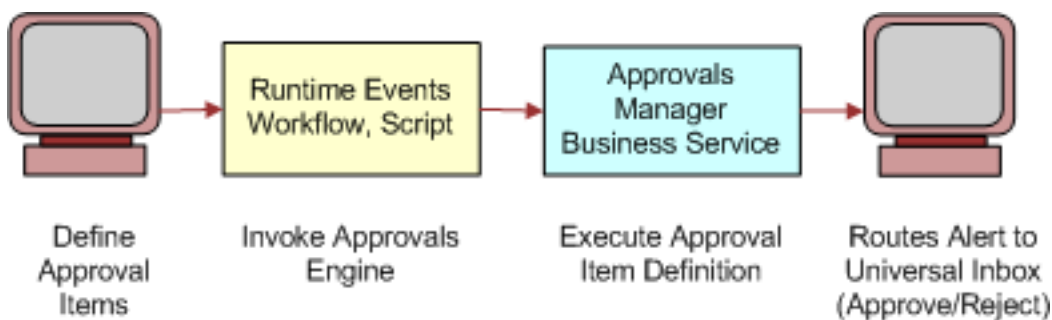 Runtime Events
Workflow, Script
Approvals
Manager
Business Service
Define
Approval
Items
Invoke Approvals
Engine
Execute Approval
Item Definition
Routes Alert to
Universal Inbox
(Approve/Reject)